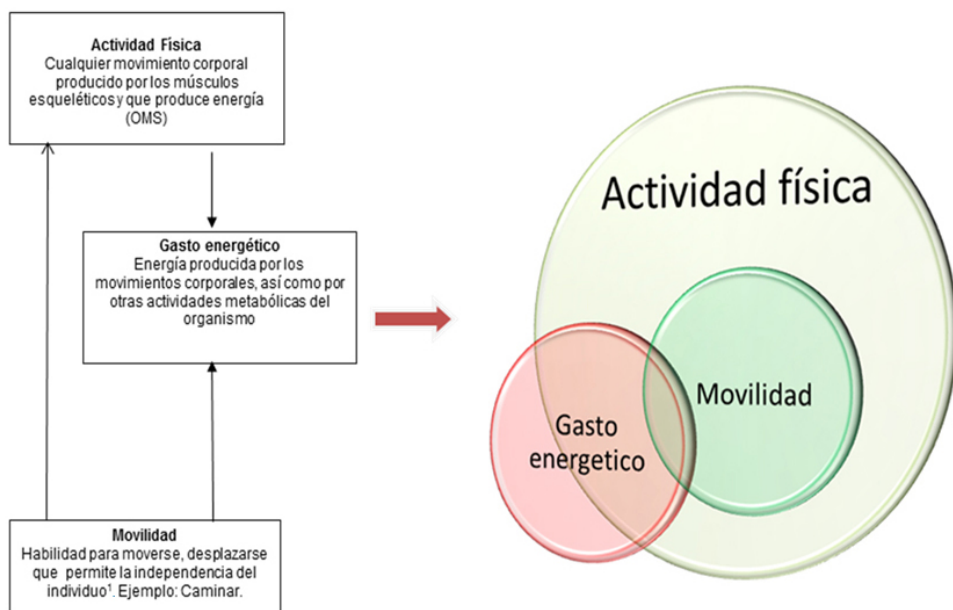 Actividad Física
Cualquier movimiento corporal
producido por los músculos
esqueléticos y que produce energía
(OMS)
Gasto energético
Energía producida por los
movimientos corporales, así como por
otras actividades metabólicas del
organismo
Movilidad
Habilidad para moverse, desplazarse
que permite la independencia del
individuo¹. Ejemplo: Caminar.
Actividad física
Movilidad
Gasto
energetico